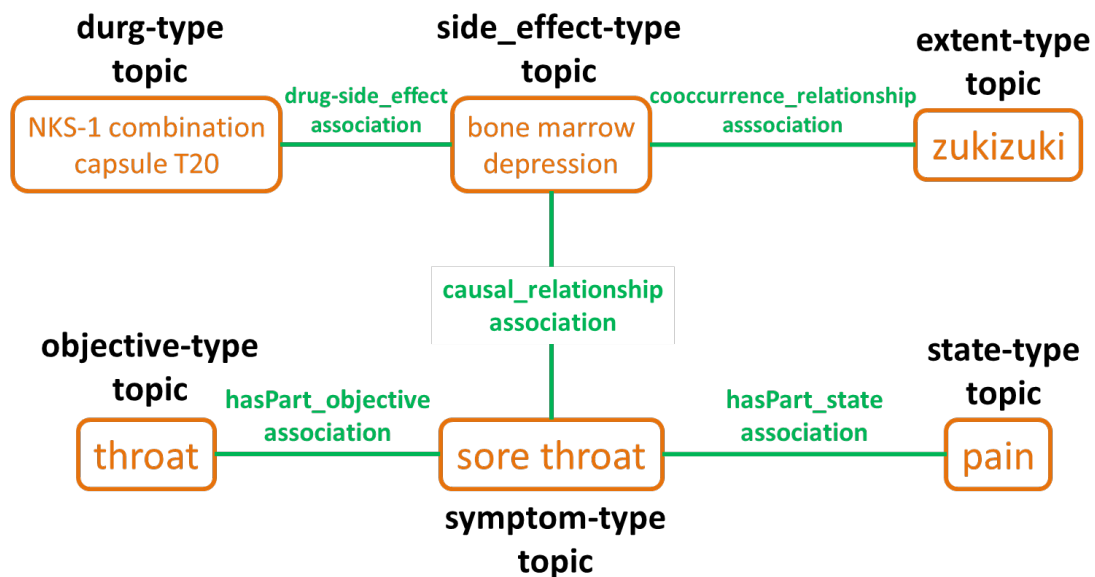 durg-type
topic
side_effect-type
topic
extent-type
topic
NKS-1 combination
capsule T20
drug-side_effect
association
bone marrow
depression
cooccurrence_relationship
asssociation
zukizuki
causal_relationship
association
objective-type
topic
state-type
topic
throat
hasPart_objective
association
sore throat
hasPart_state
association
pain
symptom-type
topic